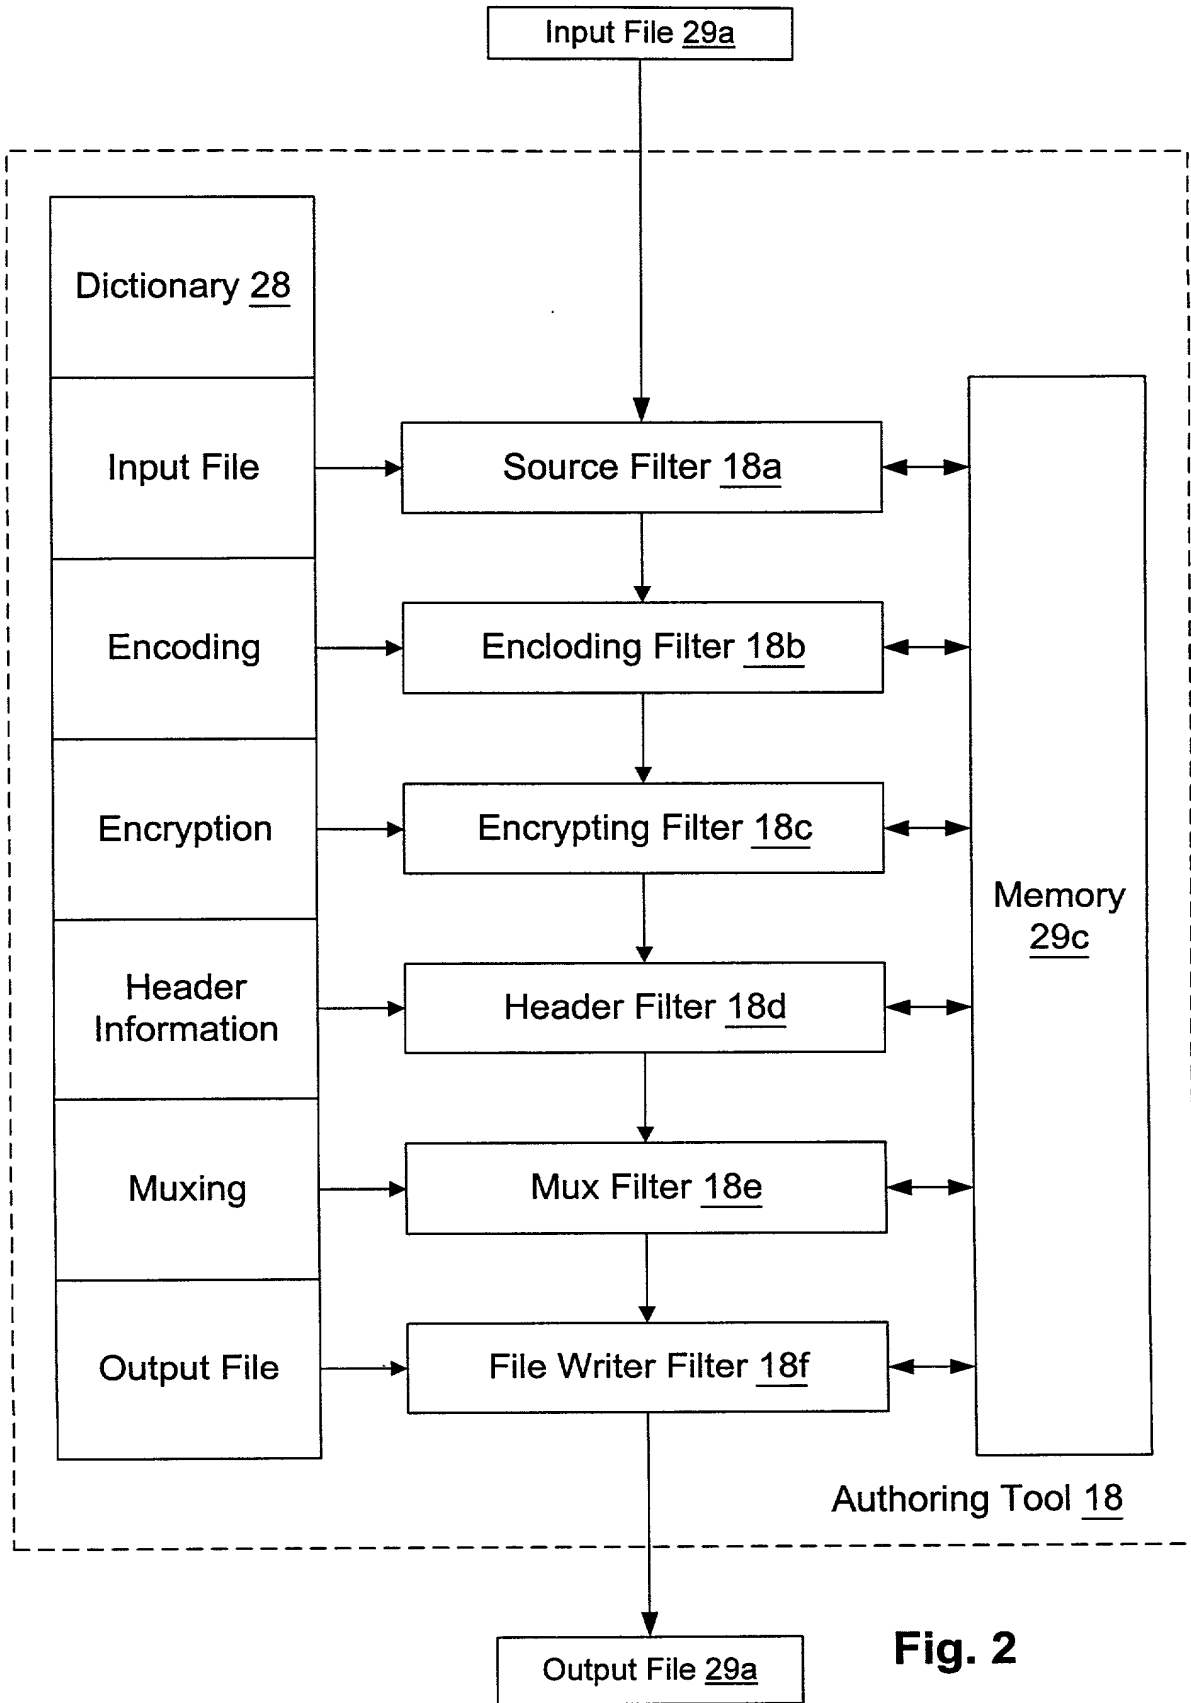 Input File 29a
Dictionary 28
Input File
Source Filter 18a
Encoding
Encloding Filter 18b
Encryption
Encrypting Filter 18c
Memory
29c
Header
Information
Header Filter 18d
Muxing
Mux Filter 18e
Output File
File Writer Filter 18f
Authoring Tool 18
Output File 29a
Fig. 2